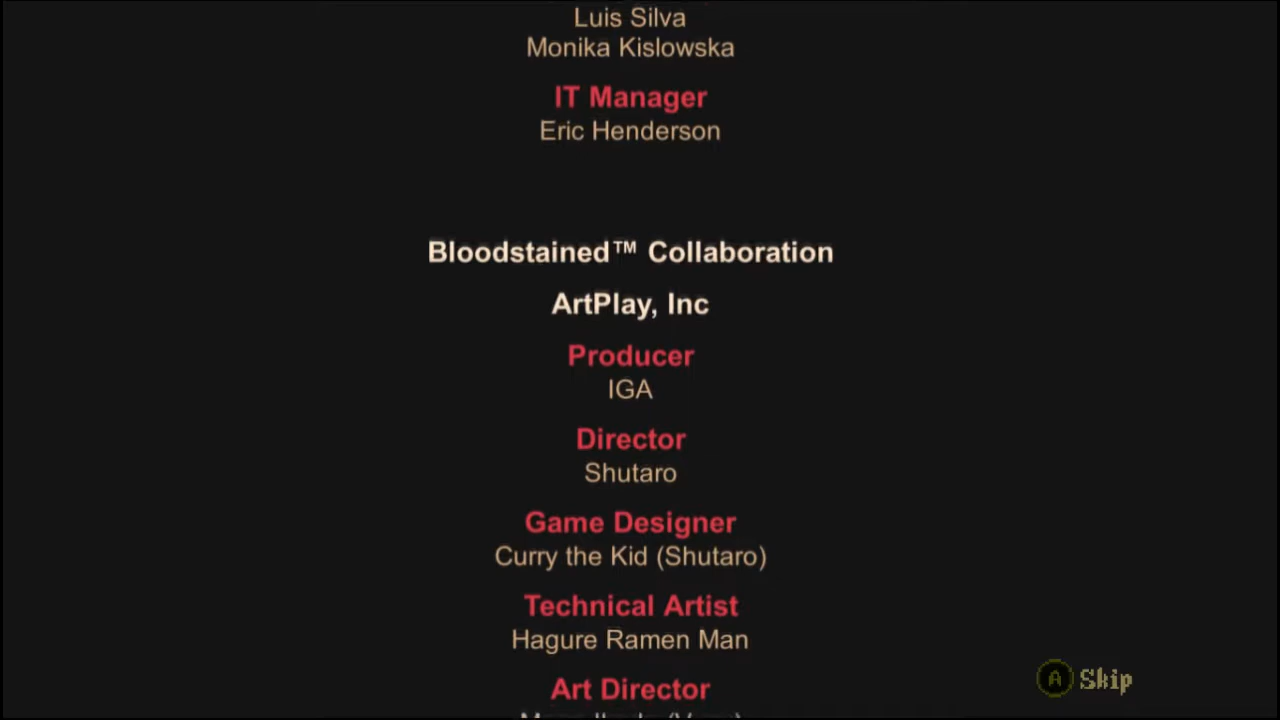 Luis Silva
Monika Kislowska
IT Manager
Eric Henderson
Bloodstained™ Collaboration
ArtPlay, Inc
Producer
IGA
Director
Shutaro
Game Designer
Curry the Kid (Shutaro)
Technical Artist
Hagure Ramen Man
Art Director
A Skip